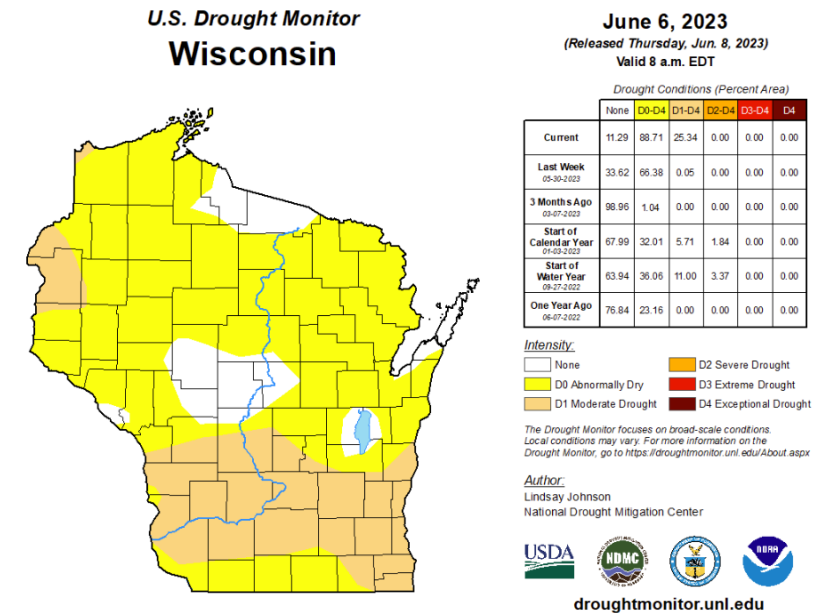 U.S. Drought Monitor
Wisconsin
June 6, 2023
(Released Thursday, Jun. 8, 2023)
Valid 8 a.m. EDT
Drought Conditions (Percent Area)
None D0-D4 D1-D4 D2-D4 D3-D4 D4
Current 11.29 88.71 25.34 0.00 0.00 0.00
Last Week
05-30-2023 33.62 66.38 0.05 0.00 0.00 0.00
3 Months Ago
03-07-2023 98.96 1.04 0.00 0.00 0.00 0.00
Start of
Calendar Year
01-03-2023 67.99 32.01 5.71 1.84 0.00 0.00
Start of
Water Year
09-27-2022 63.94 36.06 11.00 3.37 0.00 0.00
One Year Ago
06-07-2022 76.84 23.16 0.00 0.00 0.00 0.00
Intensity:
None
D0 Abnormally Dry
D1 Moderate Drought
D2 Severe Drought
D3 Extreme Drought
D4 Exceptional Drought
The Drought Monitor focuses on broad-scale conditions.
Local conditions may vary. For more information on the
Drought Monitor, go to https://droughtmonitor.unl.edu/About.aspx
Author:
Lindsay Johnson
National Drought Mitigation Center
USDA
NDMC
NOAA
droughtmonitor.unl.edu